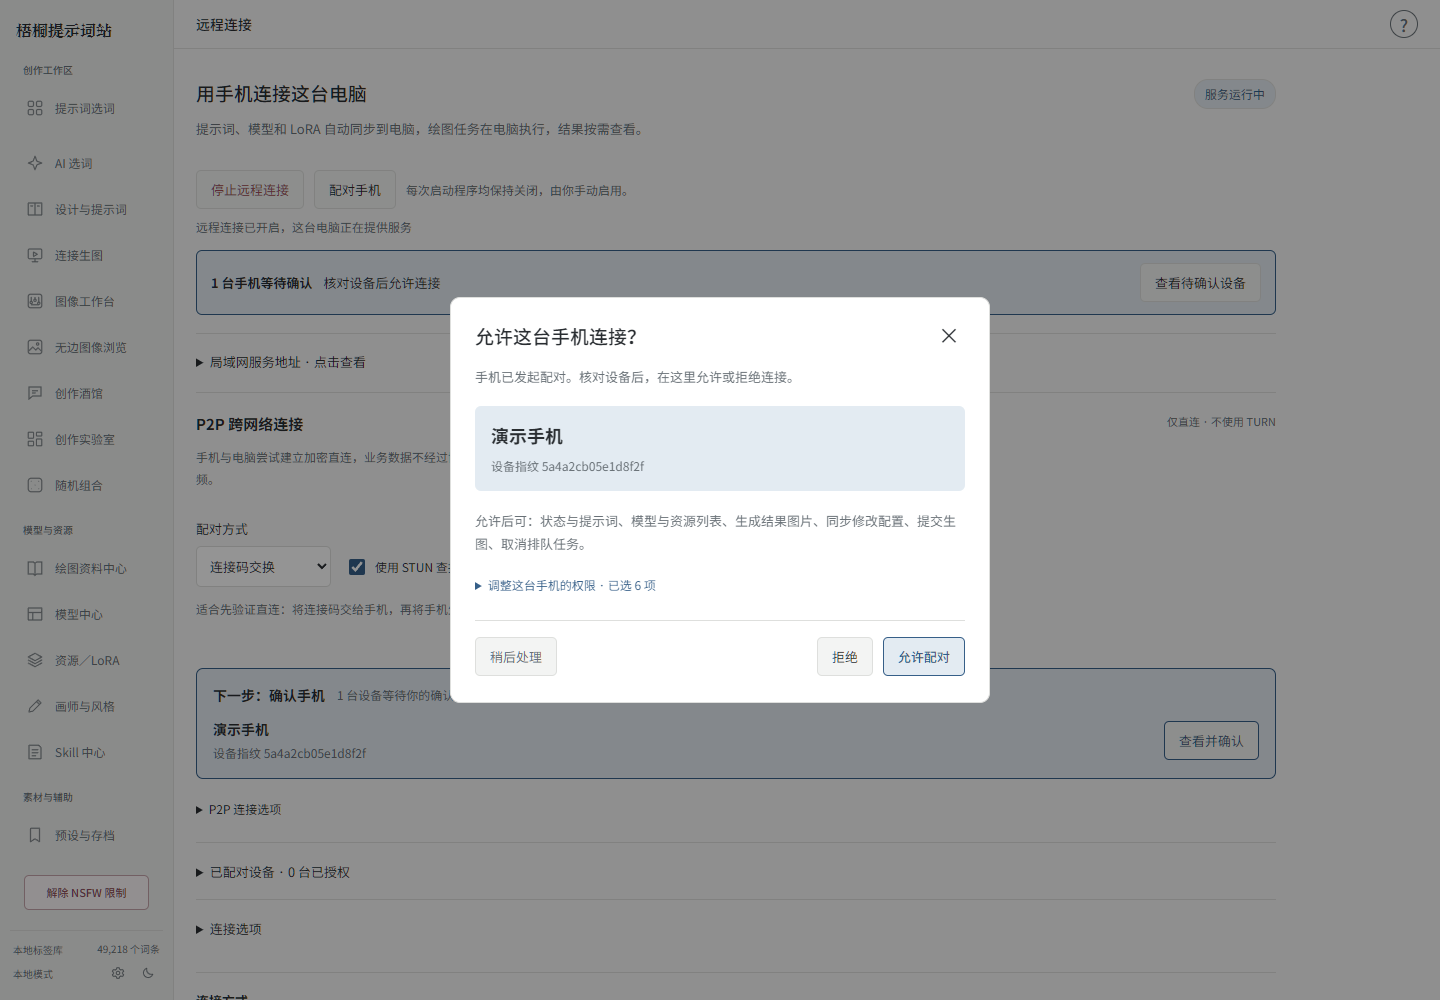 梧桐提示词站
创作工作区
提示词选词
AI 选词
设计与提示词
连接生图
图像工作台
无边图像浏览
创作酒馆
创作实验室
随机组合
模型与资源
绘图资料中心
模型中心
资源／LoRA
画师与风格
Skill 中心
素材与辅助
预设与存档
解除 NSFW 限制
本地标签库 49,218 个词条
本地模式
远程连接
?
用手机连接这台电脑
服务运行中
提示词、模型和 LoRA 自动同步到电脑，绘图任务在电脑执行，结果按需查看。
停止远程连接 配对手机 每次启动程序均保持关闭，由你手动启用。
远程连接已开启，这台电脑正在提供服务
1 台手机等待确认 核对设备后允许连接 查看待确认设备
局域网服务地址 · 点击查看
P2P 跨网络连接 仅直连 · 不使用 TURN
手机与电脑尝试建立加密直连，业务数据不经过
频。
配对方式
连接码交换 使用 STUN 查
适合先验证直连：将连接码交给手机，再将手机
下一步：确认手机 1 台设备等待你的确认
演示手机
设备指纹 5a4a2cb05e1d8f2f
查看并确认
P2P 连接选项
已配对设备 · 0 台已授权
连接选项
连接方式
允许这台手机连接？
手机已发起配对。核对设备后，在这里允许或拒绝连接。
演示手机
设备指纹 5a4a2cb05e1d8f2f
允许后可：状态与提示词、模型与资源列表、生成结果图片、同步修改配置、提交生
图、取消排队任务。
调整这台手机的权限 · 已选 6 项
稍后处理 拒绝 允许配对